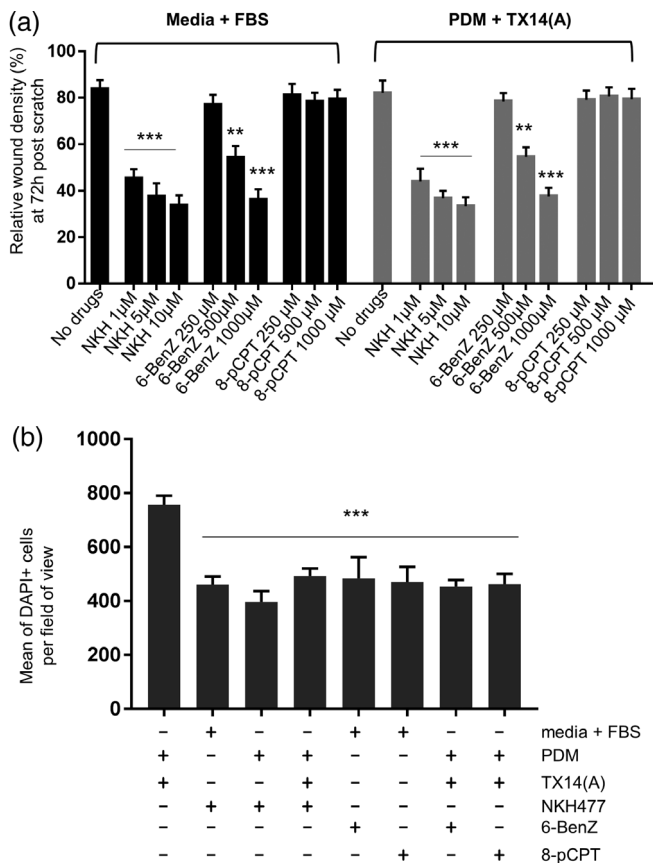 (a)
Media + FBS
PDM + TX14(A)
Relative wound density (%)
at 72h post scratch
100
80
60
40
20
0
***
**
***
***
**
***
No drugs
NKH 1µM
NKH 5µM
NKH 10µM
6-BenZ 250 µM
6-BenZ 500µM
6-BenZ 1000µM
8-pCPT 250 µM
8-pCPT 500 µM
8-pCPT 1000 µM
No drugs
NKH 1µM
NKH 5µM
NKH 10µM
6-BenZ 250 µM
6-BenZ 500µM
6-BenZ 1000µM
8-pCPT 250 µM
8-pCPT 500 µM
8-pCPT 1000 µM
(b)
Mean of DAPI+ cells
per field of view
1000
800
600
400
200
0
***
– + – – + + – – media + FBS
+ – + + – – + + PDM
+ – – + – – + + TX14(A)
– + + + – – – – NKH477
– – – – + – + – 6-BenZ
– – – – – + – + 8-pCPT